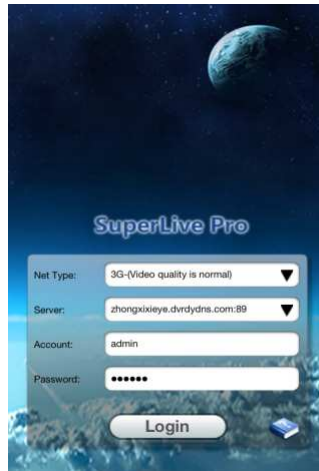 SuperLive Pro
Net Type: 3G-(Video quality is normal)
Server: zhongxixieye.dvrdydns.com:89
Account: admin
Password: ••••••
Login